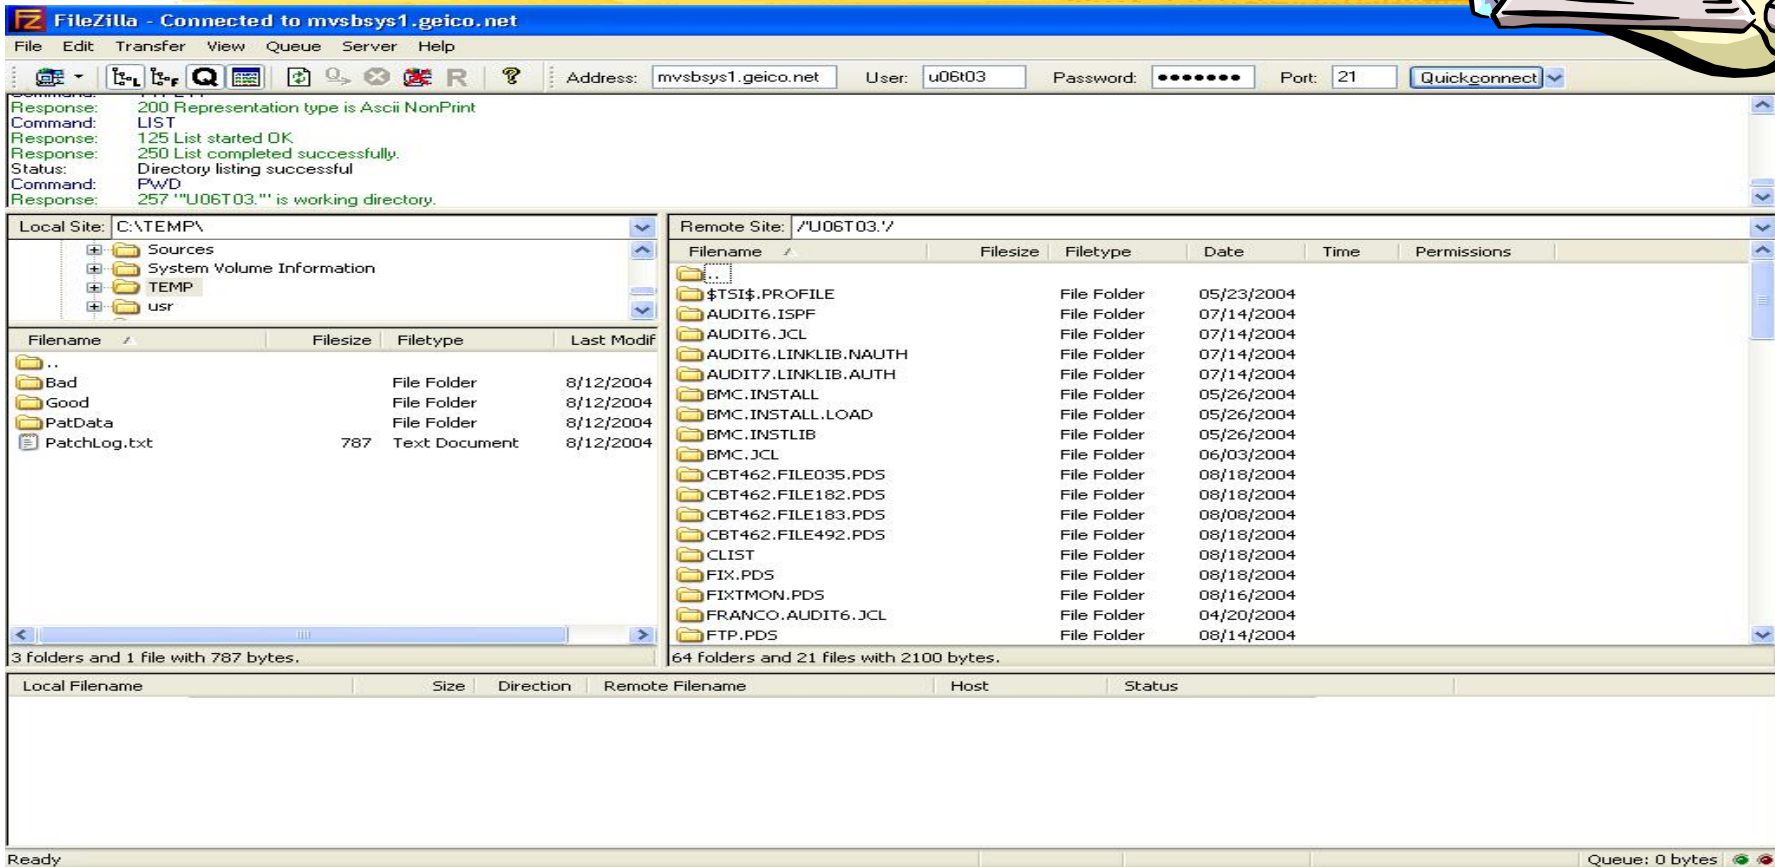 FileZilla - Connected to mvsbsys1.geico.net
File Edit Transfer View Queue Server Help
Address: mvsbsys1.geico.net User: u06t03 Password: ●●●●●●● Port: 21 Quickconnect
Response: 200 Representation type is Ascii NonPrint
Command: LIST
Response: 125 List started OK
Response: 250 List completed successfully.
Status: Directory listing successful
Command: PWD
Response: 257 "'U06T03.'" is working directory.
Local Site: C:\TEMP\
Sources
System Volume Information
TEMP
usr
Filename Filesize Filetype Last Modif
..
Bad File Folder 8/12/2004
Good File Folder 8/12/2004
PatData File Folder 8/12/2004
PatchLog.txt 787 Text Document 8/12/2004
3 folders and 1 file with 787 bytes.
Remote Site: /'U06T03.'/
Filename Filesize Filetype Date Time Permissions
..
$TSI$.PROFILE File Folder 05/23/2004
AUDIT6.ISPF File Folder 07/14/2004
AUDIT6.JCL File Folder 07/14/2004
AUDIT6.LINKLIB.NAUTH File Folder 07/14/2004
AUDIT7.LINKLIB.AUTH File Folder 07/14/2004
BMC.INSTALL File Folder 05/26/2004
BMC.INSTALL.LOAD File Folder 05/26/2004
BMC.INSTLIB File Folder 05/26/2004
BMC.JCL File Folder 06/03/2004
CBT462.FILE035.PDS File Folder 08/18/2004
CBT462.FILE182.PDS File Folder 08/18/2004
CBT462.FILE183.PDS File Folder 08/08/2004
CBT462.FILE492.PDS File Folder 08/18/2004
CLIST File Folder 08/18/2004
FIX.PDS File Folder 08/18/2004
FIXTMON.PDS File Folder 08/16/2004
FRANCO.AUDIT6.JCL File Folder 04/20/2004
FTP.PDS File Folder 08/14/2004
64 folders and 21 files with 2100 bytes.
Local Filename Size Direction Remote Filename Host Status
Ready Queue: 0 bytes